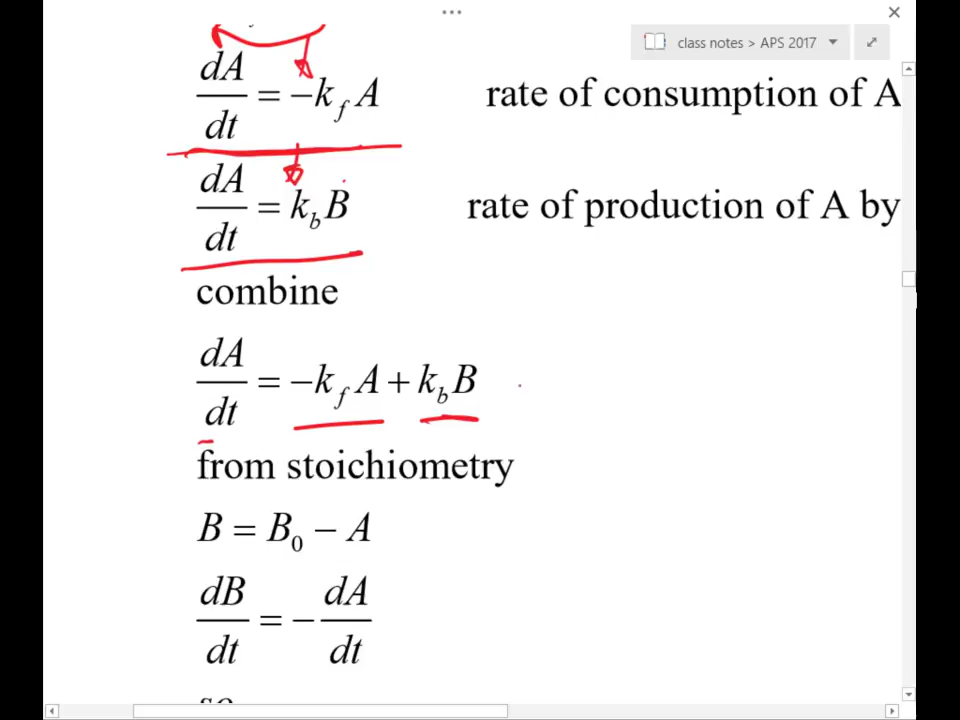 class notes > APS 2017
dA/dt = −k_f A rate of consumption of A
dA/dt = k_b B rate of production of A by
combine
dA/dt = −k_f A + k_b B
from stoichiometry
B = B_0 − A
dB/dt = − dA/dt